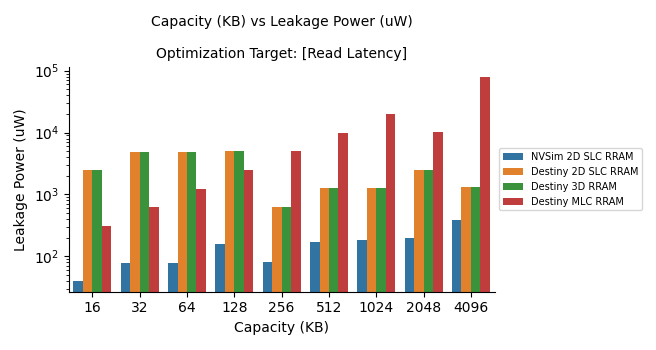 Capacity (KB) vs Leakage Power (uW)
Optimization Target: [Read Latency]
Leakage Power (uW)
10^5
10^4
10^3
10^2
16 32 64 128 256 512 1024 2048 4096
Capacity (KB)
NVSim 2D SLC RRAM
Destiny 2D SLC RRAM
Destiny 3D RRAM
Destiny MLC RRAM